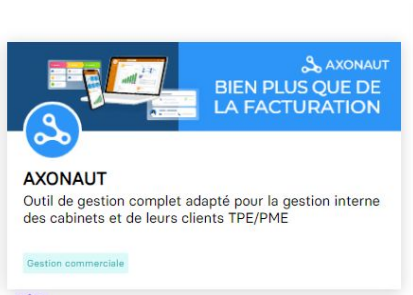 AXONAUT
BIEN PLUS QUE DE
LA FACTURATION
AXONAUT
Outil de gestion complet adapté pour la gestion interne
des cabinets et de leurs clients TPE/PME
Gestion commerciale